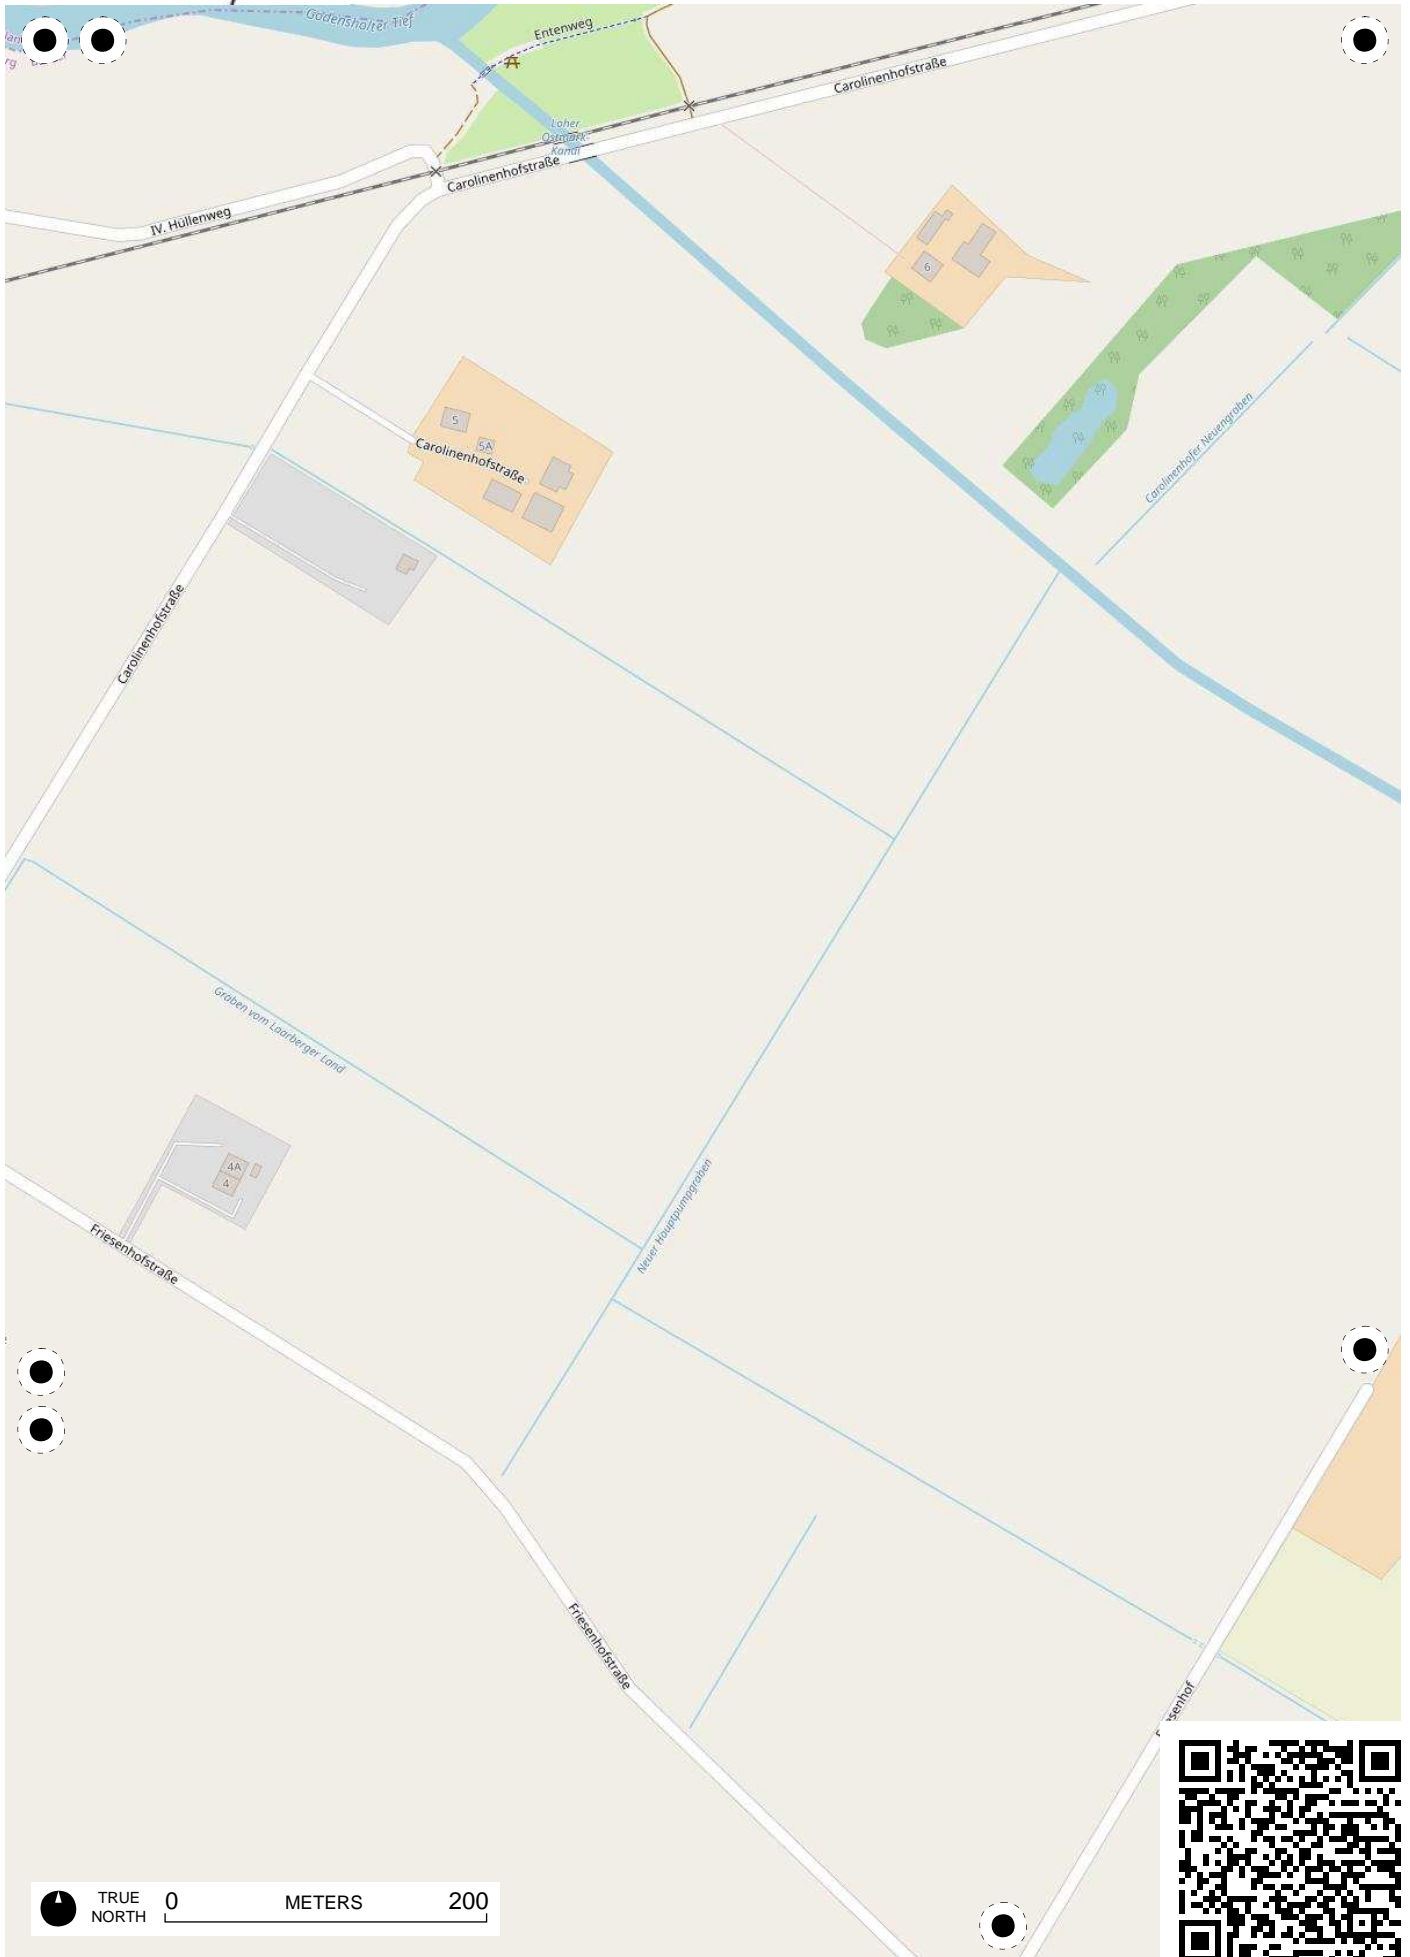 Godensholter Tief
Entenweg
Carolinenhofstraße
Loher
Ostmark-
Kanal
Carolinenhofstraße
IV. Hüllenweg
6
5
5A
Carolinenhofstraße
Carolinenhofer Neuengraben
Carolinenhofstraße
Graben vom Laarberger Land
4A
4
Neuer Hauptpumpgraben
Friesenhofstraße
Friesenhofstraße
TRUE
NORTH
0 METERS 200